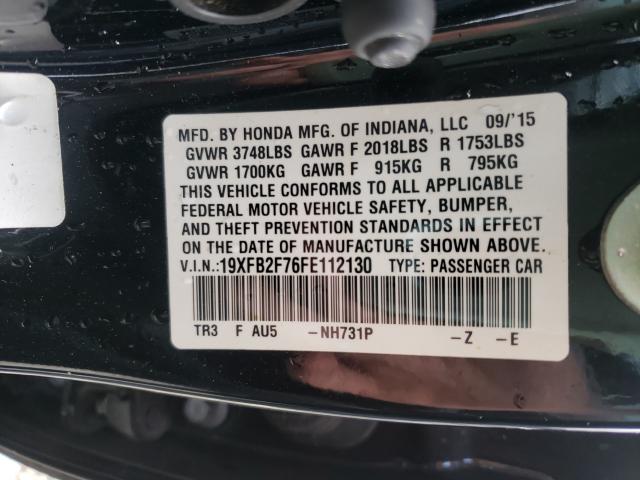 MFD. BY HONDA MFG. OF INDIANA, LLC 09/'15
GVWR 3748LBS GAWR F 2018LBS R 1753LBS
GVWR 1700KG GAWR F 915KG R 795KG
THIS VEHICLE CONFORMS TO ALL APPLICABLE
FEDERAL MOTOR VEHICLE SAFETY, BUMPER,
AND THEFT PREVENTION STANDARDS IN EFFECT
ON THE DATE OF MANUFACTURE SHOWN ABOVE.
V.I.N.:19XFB2F76FE112130 TYPE: PASSENGER CAR
TR3 F AU5 -NH731P -Z -E